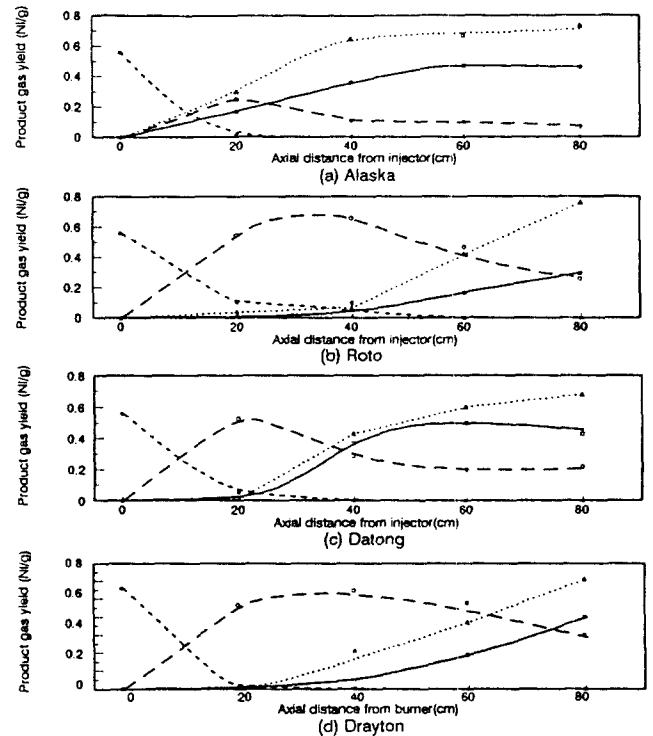 Product gas yield (Nl/g)
0.8
0.6
0.4
0.2
0
0 20 40 60 80
Axial distance from injector(cm)
(a) Alaska
Product gas yield (Nl/g)
0.8
0.6
0.4
0.2
0
0 20 40 60 80
Axial distance from injector(cm)
(b) Roto
Product gas yield (Nl/g)
0.8
0.6
0.4
0.2
0
0 20 40 60 80
Axial distance from injector(cm)
(c) Datong
Product gas yield (Nl/g)
0.8
0.6
0.4
0.2
0
0 20 40 60 80
Axial distance from burner(cm)
(d) Drayton